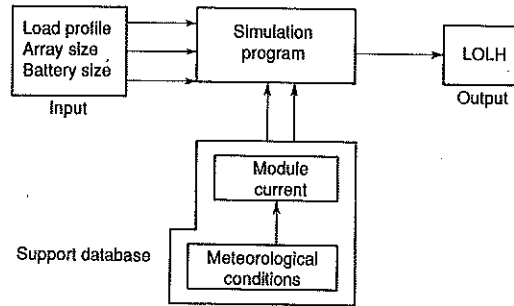 Load profile
Array size
Battery size
Input
Simulation
program
LOLH
Output
Module
current
Support database
Meteorological
conditions